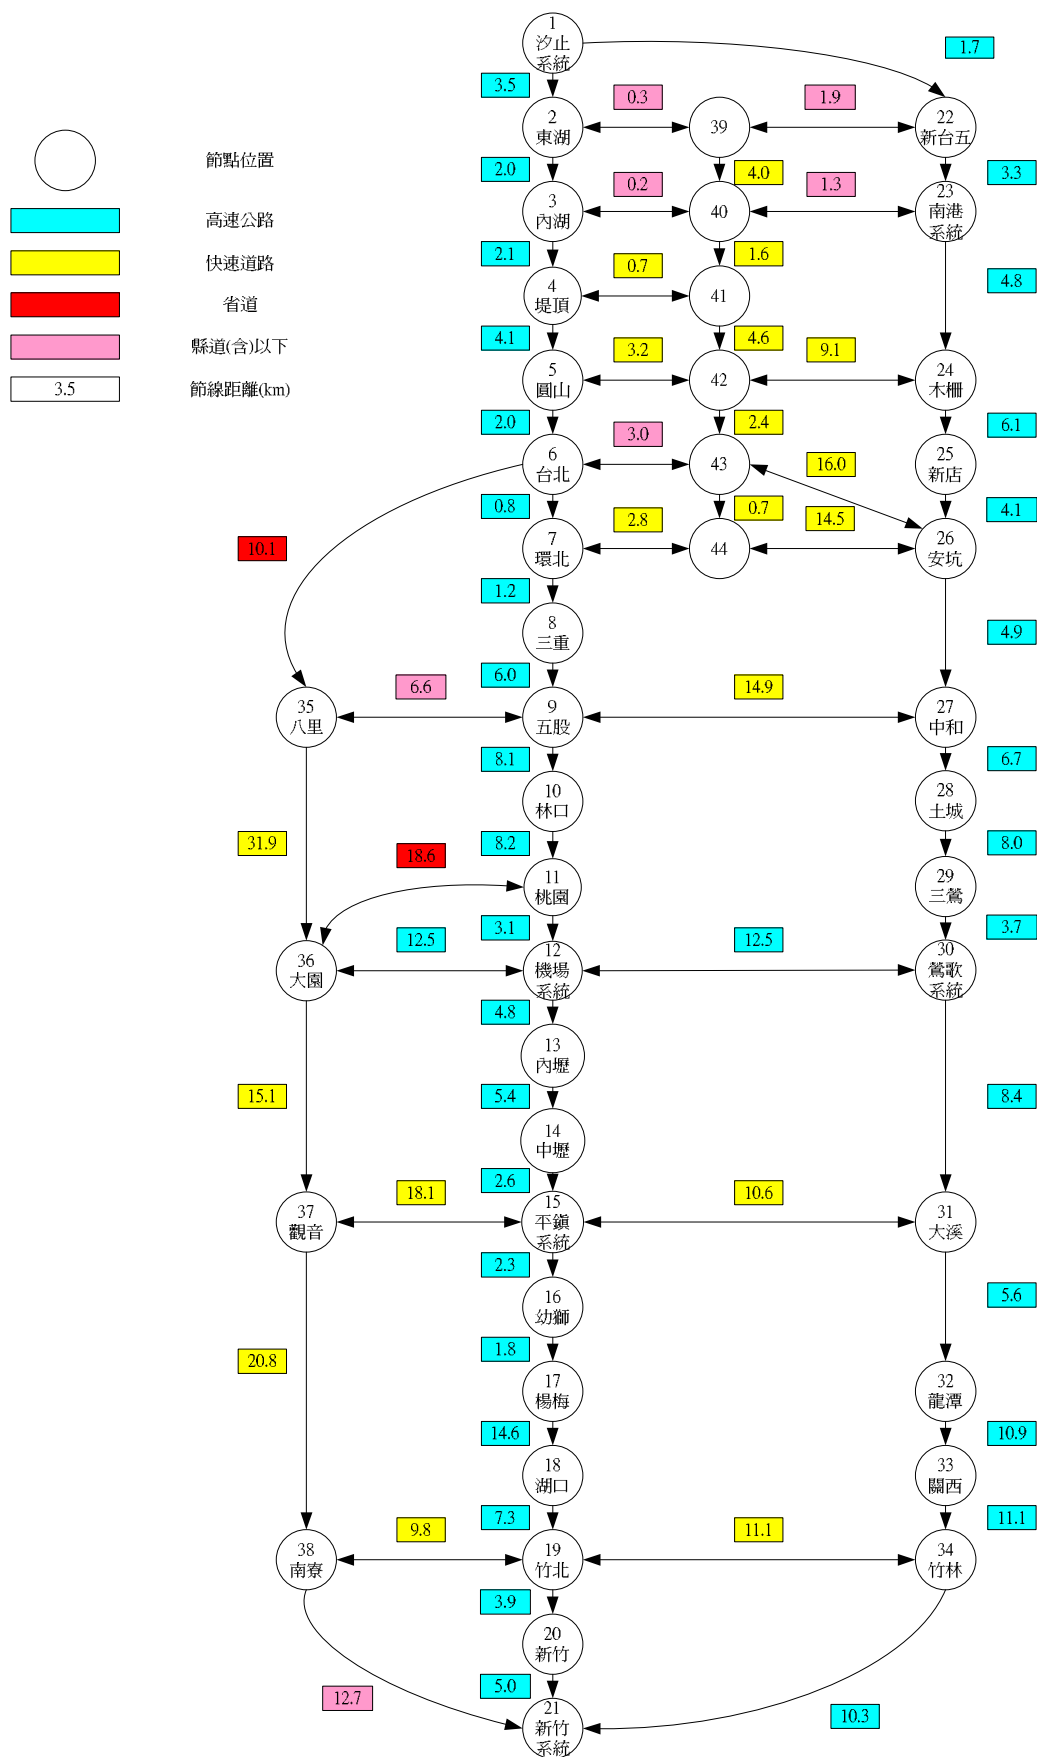 1
汐止
系統
1.7
3.5
0.3
1.9
2
東湖
39
22
新台五
節點位置
2.0
0.2
4.0
1.3
3.3
高速公路
3
內湖
40
23
南港
系統
快速道路
2.1
0.7
1.6
4.8
省道
4
堤頂
41
縣道(含)以下
4.1
3.2
4.6
9.1
3.5
節線距離(km)
5
圓山
42
24
木柵
2.0
3.0
2.4
6.1
6
台北
43
16.0
25
新店
0.8
2.8
0.7
14.5
4.1
10.1
7
環北
44
26
安坑
1.2
8
三重
4.9
6.0
6.6
14.9
35
八里
9
五股
27
中和
8.1
6.7
10
林口
28
土城
31.9
18.6
8.2
8.0
11
桃園
29
三鶯
12.5
3.1
12.5
3.7
36
大園
12
機場
系統
30
鶯歌
系統
4.8
13
內壢
15.1
5.4
8.4
14
中壢
18.1
2.6
10.6
37
觀音
15
平鎮
系統
31
大溪
2.3
5.6
16
幼獅
20.8
1.8
17
楊梅
32
龍潭
14.6
10.9
18
湖口
33
關西
9.8
7.3
11.1
11.1
38
南寮
19
竹北
34
竹林
3.9
20
新竹
12.7
5.0
10.3
21
新竹
系統